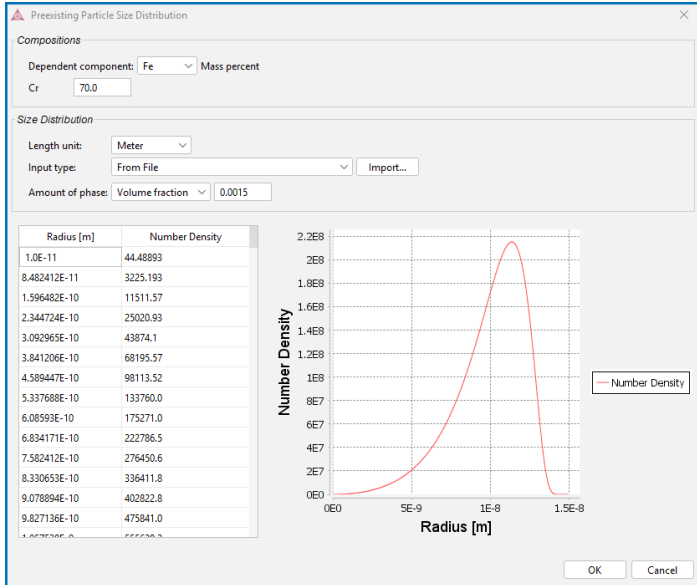 Preexisting Particle Size Distribution
Compositions
Dependent component: Fe Mass percent
Cr 70.0
Size Distribution
Length unit: Meter
Input type: From File Import...
Amount of phase: Volume fraction 0.0015
Radius [m] Number Density
1.0E-11 44.48893
8.482412E-11 3225.193
1.596482E-10 11511.57
2.344724E-10 25020.93
3.092965E-10 43874.1
3.841206E-10 68195.57
4.589447E-10 98113.52
5.337688E-10 133760.0
6.08593E-10 175271.0
6.834171E-10 222786.5
7.582412E-10 276450.6
8.330653E-10 336411.8
9.078894E-10 402822.8
9.827136E-10 475841.0
2.2E8
2E8
1.8E8
1.6E8
1.4E8
1.2E8
1E8
8E7
6E7
4E7
2E7
0E0
Number Density
0E0 5E-9 1E-8 1.5E-8
Radius [m]
Number Density
OK Cancel